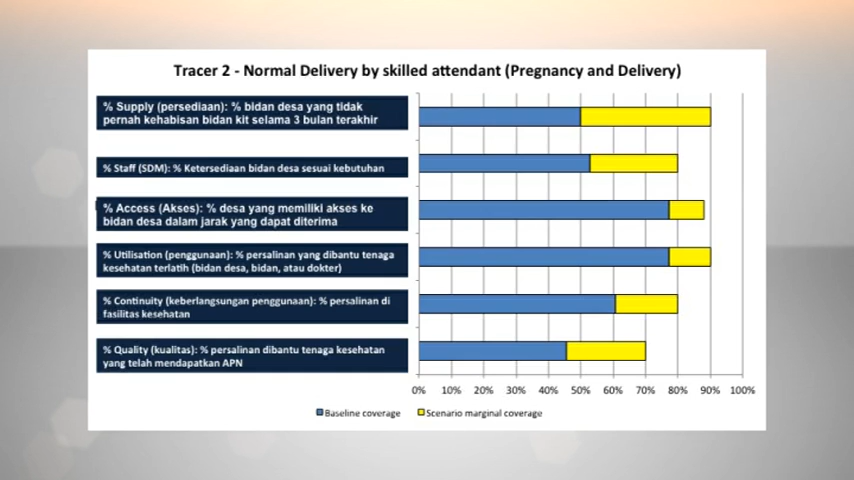 Tracer 2 - Normal Delivery by skilled attendant (Pregnancy and Delivery)
% Supply (persediaan): % bidan desa yang tidak
pernah kehabisan bidan kit selama 3 bulan terakhir
% Staff (SDM): % Ketersediaan bidan desa sesuai kebutuhan
% Access (Akses): % desa yang memiliki akses ke
bidan desa dalam jarak yang dapat diterima
% Utilisation (penggunaan): % persalinan yang dibantu tenaga
kesehatan terlatih (bidan desa, bidan, atau dokter)
% Continuity (keberlangsungan penggunaan): % persalinan di
fasilitas kesehatan
% Quality (kualitas): % persalinan dibantu tenaga kesehatan
yang telah mendapatkan APN
0% 10% 20% 30% 40% 50% 60% 70% 80% 90% 100%
Baseline coverage Scenario marginal coverage